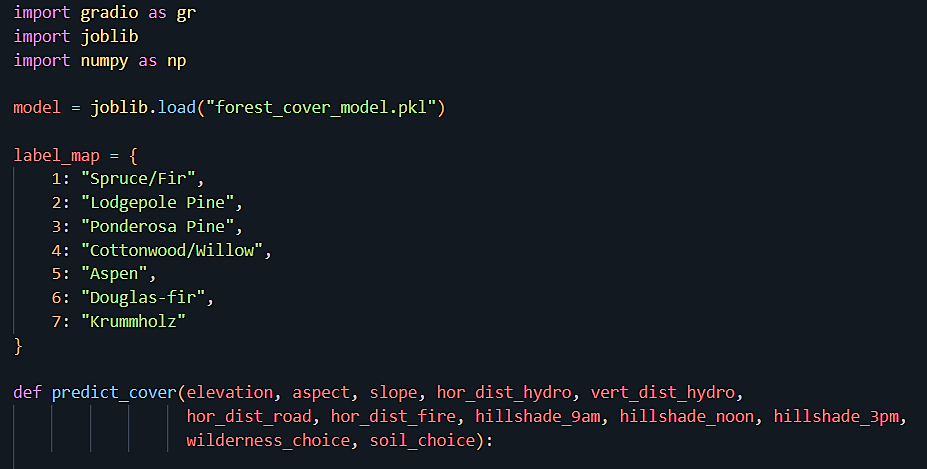 import gradio as gr
import joblib
import numpy as np
model = joblib.load("forest_cover_model.pkl")
label_map = {
1: "Spruce/Fir",
2: "Lodgepole Pine",
3: "Ponderosa Pine",
4: "Cottonwood/Willow",
5: "Aspen",
6: "Douglas-fir",
7: "Krummholz"
}
def predict_cover(elevation, aspect, slope, hor_dist_hydro, vert_dist_hydro,
hor_dist_road, hor_dist_fire, hillshade_9am, hillshade_noon, hillshade_3pm,
wilderness_choice, soil_choice):